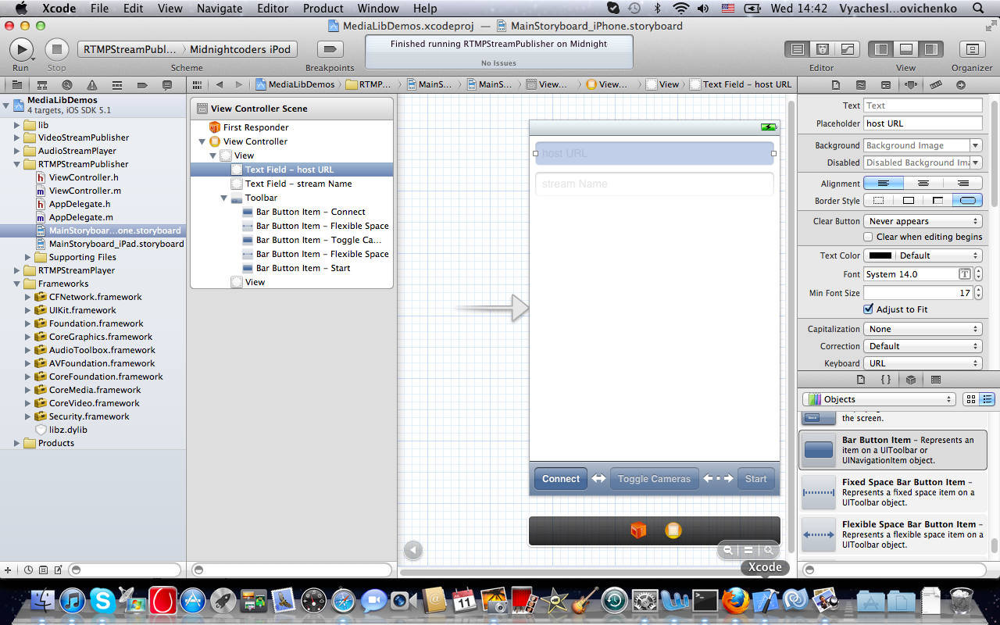 Xcode File Edit View Navigate Editor Product Window Help Wed 14:42 Vyachesl...ovichenko
MediaLibDemos.xcodeproj — MainStoryboard_iPhone.storyboard
RTMPStreamPubl... Midnightcoders iPod
Finished running RTMPStreamPublisher on Midnight
No Issues
Run Stop Scheme Breakpoints Editor View Organizer
MediaLibDemos RTMP... MainS... MainS... View... View... View Text Field – host URL
MediaLibDemos
4 targets, iOS SDK 5.1
lib
VideoStreamPublisher
AudioStreamPlayer
RTMPStreamPublisher
h ViewController.h
m ViewController.m
h AppDelegate.h
m AppDelegate.m
MainStoryboar...one.storyboard
MainStoryboard_iPad.storyboard
Supporting Files
RTMPStreamPlayer
Frameworks
CFNetwork.framework
UIKit.framework
Foundation.framework
CoreGraphics.framework
AudioToolbox.framework
AVFoundation.framework
CoreFoundation.framework
CoreMedia.framework
CoreVideo.framework
Security.framework
libz.dylib
Products
View Controller Scene
First Responder
View Controller
View
Text Field – host URL
Text Field – stream Name
Toolbar
Bar Button Item – Connect
Bar Button Item – Flexible Space
Bar Button Item – Toggle Ca...
Bar Button Item – Flexible Space
Bar Button Item – Start
View
host URL
stream Name
Connect Toggle Cameras Start
Text Text
Placeholder host URL
Background Background Image
Disabled Disabled Background Ima
Alignment
Border Style
Clear Button Never appears
Clear when editing begins
Text Color Default
Font System 14.0 T
Min Font Size 17
Adjust to Fit
Capitalization None
Correction Default
Keyboard URL
{ }
Objects
the screen.
Bar Button Item – Represents an
item on a UIToolbar or
UINavigationItem object.
Fixed Space Bar Button Item –
Represents a fixed space item on a
UIToolbar object.
Flexible Space Bar Button Item –
Represents a flexible space item on a
UIToolbar object.
Xcode
11